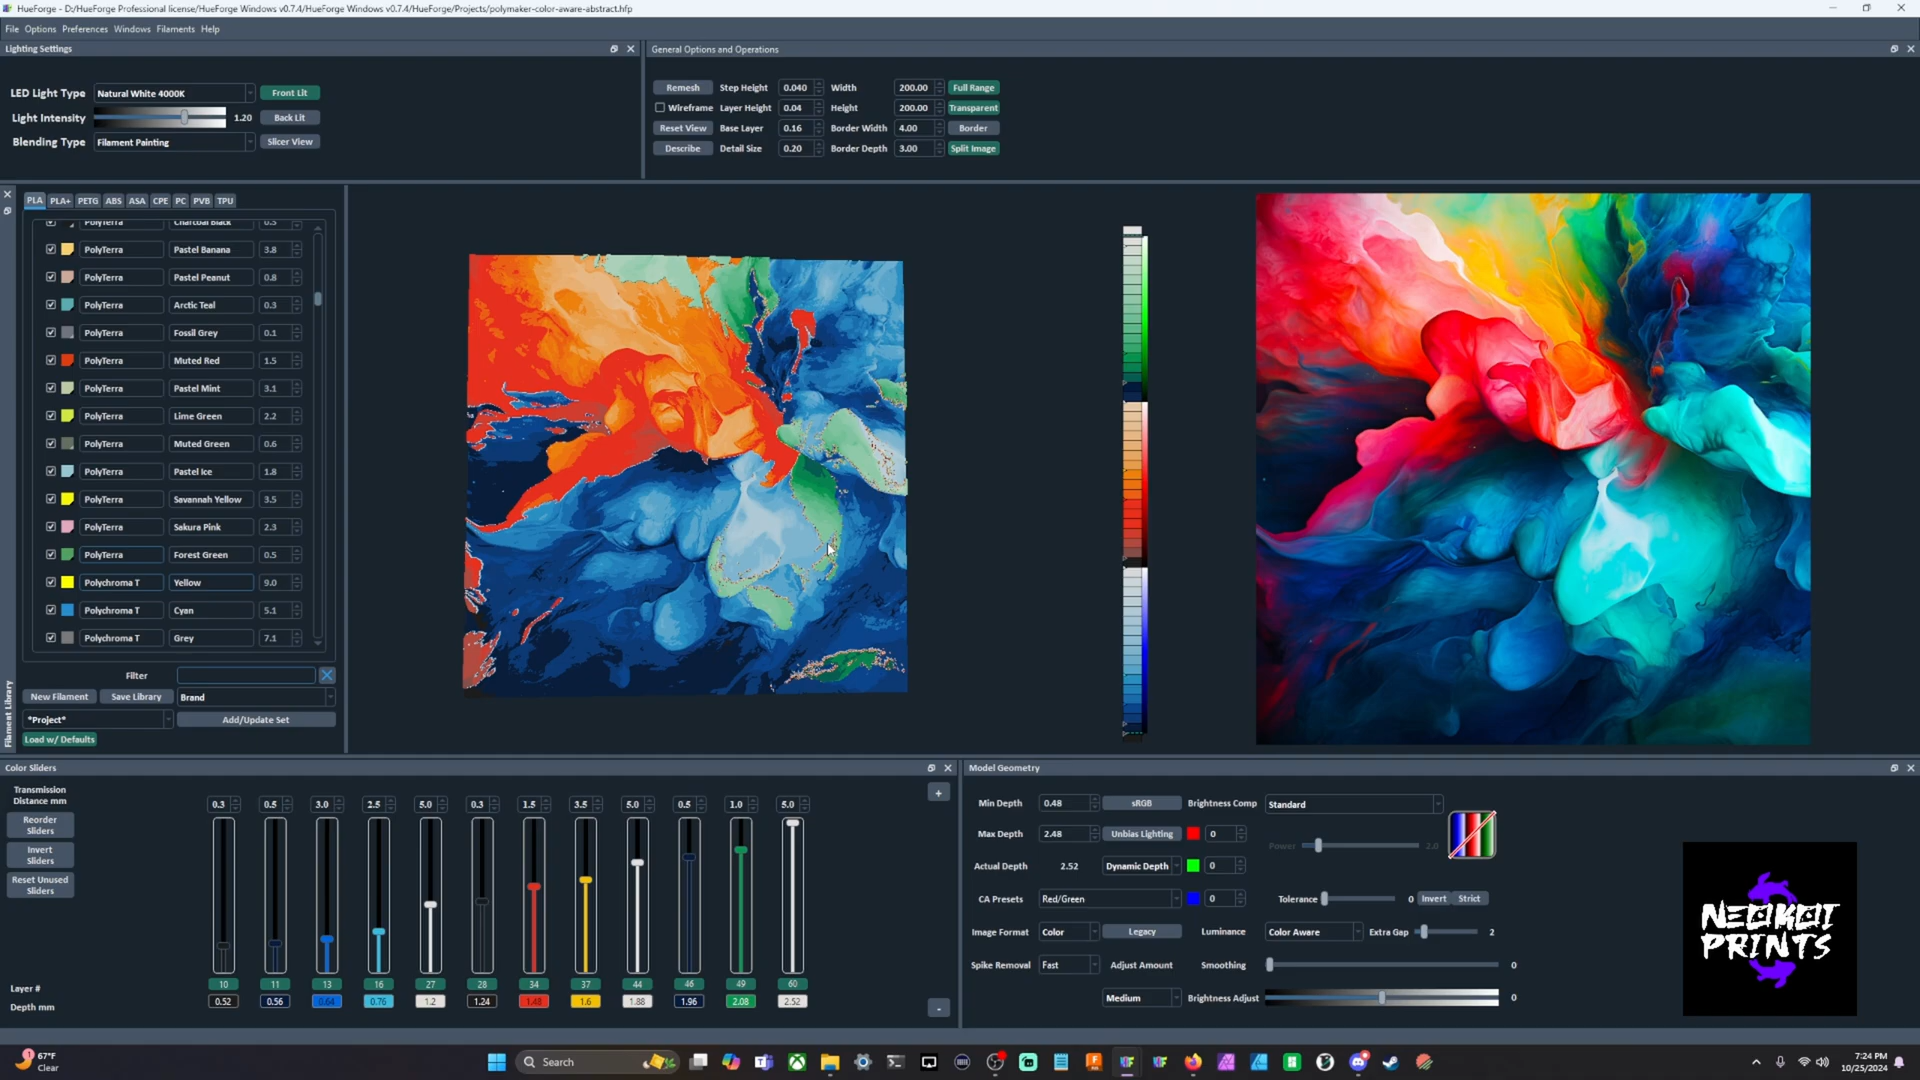 HueForge - D:/HueForge Professional license/HueForge Windows v0.7.4/HueForge Windows v0.7.4/HueForge/Projects/polymaker-color-aware-abstract.hfp
File Options Preferences Windows Filaments Help
Lighting Settings
LED Light Type Natural White 4000K Front Lit
Light Intensity 1.20 Back Lit
Blending Type Filament Painting Slicer View
General Options and Operations
Remesh Step Height 0.040 Width 200.00 Full Range
Wireframe Layer Height 0.04 Height 200.00 Transparent
Reset View Base Layer 0.16 Border Width 4.00 Border
Describe Detail Size 0.20 Border Depth 3.00 Split Image
PLA PLA+ PETG ABS ASA CPE PC PVB TPU
PolyTerra Charcoal Black 0.3
PolyTerra Pastel Banana 3.8
PolyTerra Pastel Peanut 0.8
PolyTerra Arctic Teal 0.3
PolyTerra Fossil Grey 0.1
PolyTerra Muted Red 1.5
PolyTerra Pastel Mint 3.1
PolyTerra Lime Green 2.2
PolyTerra Muted Green 0.6
PolyTerra Pastel Ice 1.8
PolyTerra Savannah Yellow 3.5
PolyTerra Sakura Pink 2.3
PolyTerra Forest Green 0.5
Polychroma T Yellow 9.0
Polychroma T Cyan 5.1
Polychroma T Grey 7.1
Filter
New Filament Save Library Brand
*Project* Add/Update Set
Load w/ Defaults
Filament Library
Color Sliders
Transmission
Distance mm
0.3 0.5 3.0 2.5 5.0 0.3 1.5 3.5 5.0 0.5 1.0 5.0
+
Reorder
Sliders
Invert
Sliders
Reset Unused
Sliders
Layer # 10 11 13 16 27 28 34 37 44 46 49 60
Depth mm 0.52 0.56 0.64 0.76 1.2 1.24 1.48 1.6 1.88 1.96 2.08 2.52
-
Model Geometry
Min Depth 0.48 sRGB Brightness Comp Standard
Max Depth 2.48 Unbias Lighting 0 Power 2.0
Actual Depth 2.52 Dynamic Depth 0
CA Presets Red/Green 0 Tolerance 0 Invert Strict
Image Format Color Legacy Luminance Color Aware Extra Gap 2
Spike Removal Fast Adjust Amount Smoothing 0
Medium Brightness Adjust 0
NEOKOI
PRINTS
1
67°F
Clear
Search
7:24 PM
10/25/2024